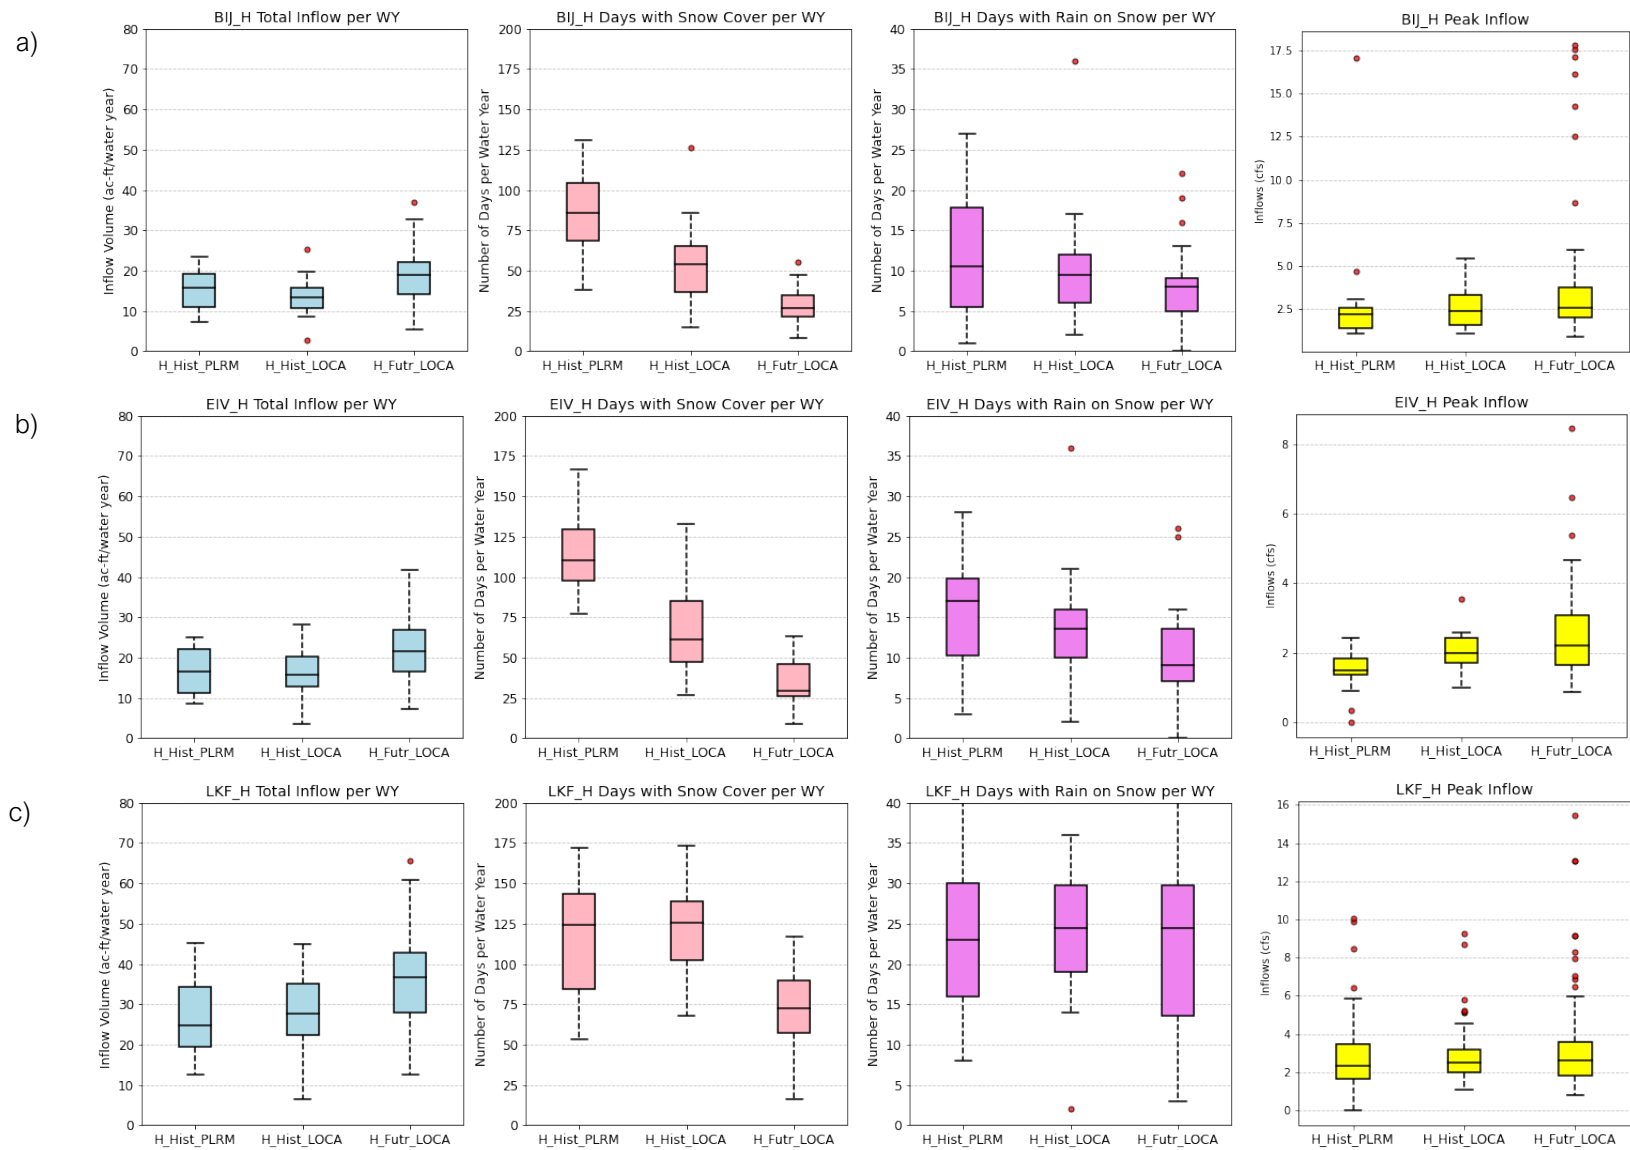 a)
BIJ_H Total Inflow per WY
Inflow Volume (ac-ft/water year)
80
70
60
50
40
30
20
10
0
H_Hist_PLRM H_Hist_LOCA H_Futr_LOCA
BIJ_H Days with Snow Cover per WY
Number of Days per Water Year
200
175
150
125
100
75
50
25
0
H_Hist_PLRM H_Hist_LOCA H_Futr_LOCA
BIJ_H Days with Rain on Snow per WY
Number of Days per Water Year
40
35
30
25
20
15
10
5
0
H_Hist_PLRM H_Hist_LOCA H_Futr_LOCA
BIJ_H Peak Inflow
Inflows (cfs)
17.5
15.0
12.5
10.0
7.5
5.0
2.5
H_Hist_PLRM H_Hist_LOCA H_Futr_LOCA
b)
EIV_H Total Inflow per WY
Inflow Volume (ac-ft/water year)
80
70
60
50
40
30
20
10
0
H_Hist_PLRM H_Hist_LOCA H_Futr_LOCA
EIV_H Days with Snow Cover per WY
Number of Days per Water Year
200
175
150
125
100
75
50
25
0
H_Hist_PLRM H_Hist_LOCA H_Futr_LOCA
EIV_H Days with Rain on Snow per WY
Number of Days per Water Year
40
35
30
25
20
15
10
5
0
H_Hist_PLRM H_Hist_LOCA H_Futr_LOCA
EIV_H Peak Inflow
Inflows (cfs)
8
6
4
2
0
H_Hist_PLRM H_Hist_LOCA H_Futr_LOCA
c)
LKF_H Total Inflow per WY
Inflow Volume (ac-ft/water year)
80
70
60
50
40
30
20
10
0
H_Hist_PLRM H_Hist_LOCA H_Futr_LOCA
LKF_H Days with Snow Cover per WY
Number of Days per Water Year
200
175
150
125
100
75
50
25
0
H_Hist_PLRM H_Hist_LOCA H_Futr_LOCA
LKF_H Days with Rain on Snow per WY
Number of Days per Water Year
40
35
30
25
20
15
10
5
0
H_Hist_PLRM H_Hist_LOCA H_Futr_LOCA
LKF_H Peak Inflow
Inflows (cfs)
16
14
12
10
8
6
4
2
0
H_Hist_PLRM H_Hist_LOCA H_Futr_LOCA